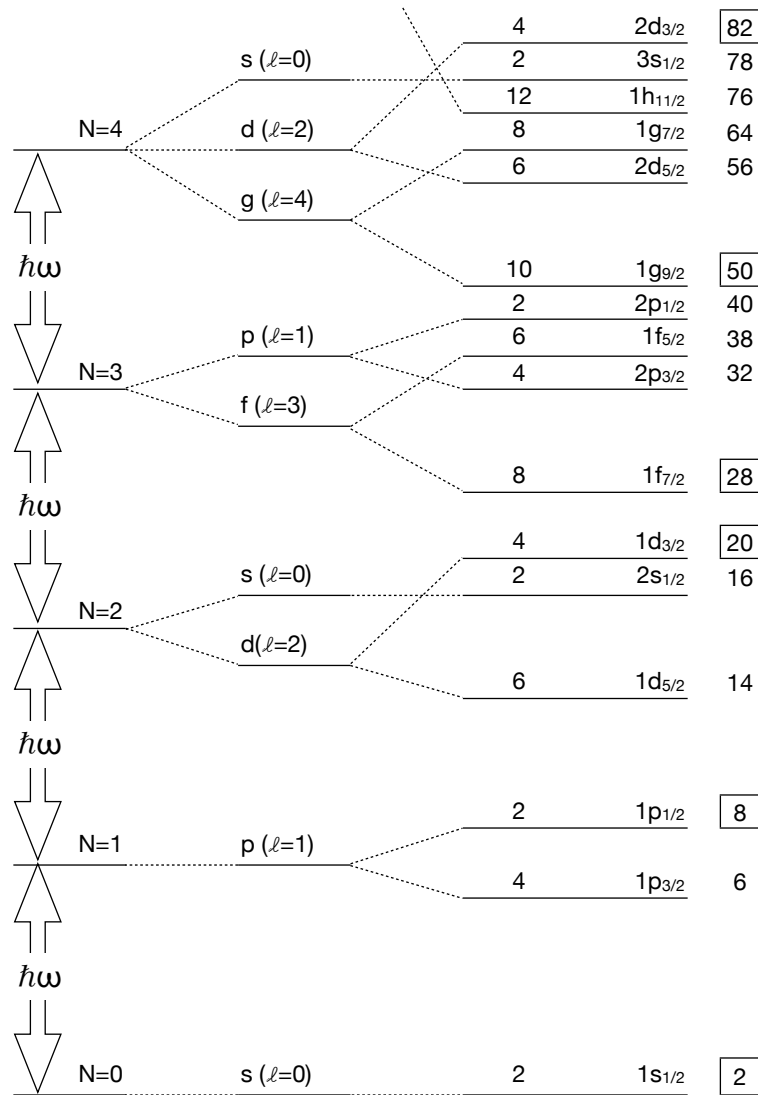 4 2d3/2 82
s (ℓ=0) 2 3s1/2 78
12 1h11/2 76
N=4 d (ℓ=2) 8 1g7/2 64
6 2d5/2 56
g (ℓ=4)
ħω 10 1g9/2 50
2 2p1/2 40
p (ℓ=1) 6 1f5/2 38
N=3 4 2p3/2 32
f (ℓ=3)
ħω 8 1f7/2 28
4 1d3/2 20
s (ℓ=0) 2 2s1/2 16
N=2
d(ℓ=2)
6 1d5/2 14
ħω
2 1p1/2 8
N=1 p (ℓ=1)
4 1p3/2 6
ħω
N=0 s (ℓ=0) 2 1s1/2 2